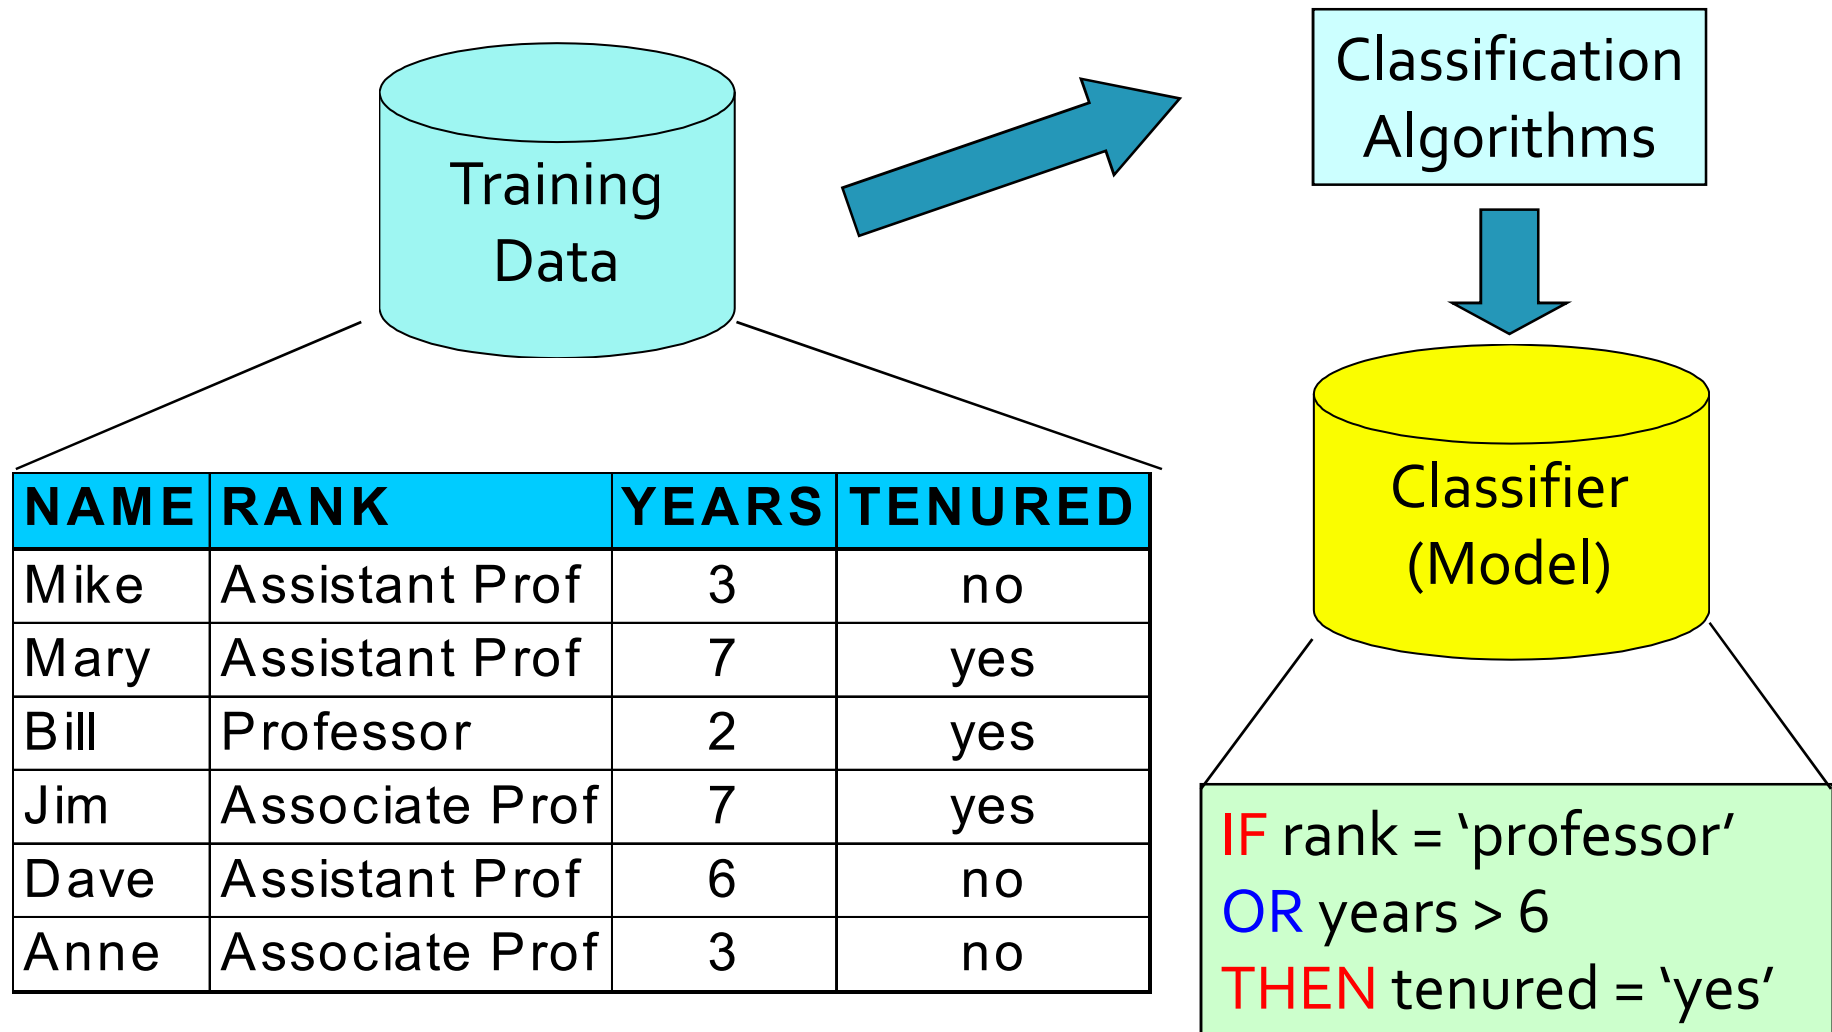 Training
Data
Classification
Algorithms
NAME RANK YEARS TENURED
Mike Assistant Prof 3 no
Mary Assistant Prof 7 yes
Bill Professor 2 yes
Jim Associate Prof 7 yes
Dave Assistant Prof 6 no
Anne Associate Prof 3 no
Classifier
(Model)
IF rank = ‘professor’
OR years > 6
THEN tenured = ‘yes’